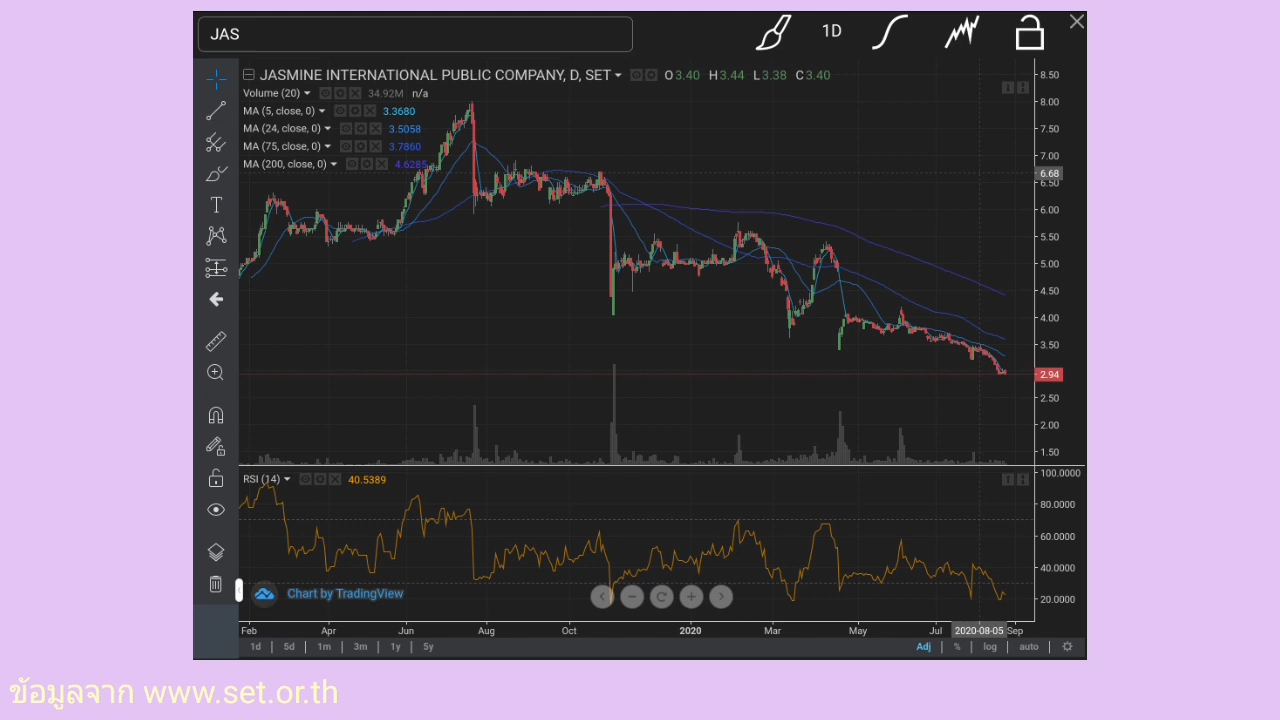 JAS
1D
JASMINE INTERNATIONAL PUBLIC COMPANY, D, SET O 3.40 H 3.44 L 3.38 C 3.40
Volume (20) 34.92M n/a
MA (5, close, 0) 3.3680
MA (24, close, 0) 3.5058
MA (75, close, 0) 3.7860
MA (200, close, 0) 4.6285
8.50
8.00
7.50
7.00
6.68
6.50
6.00
5.50
5.00
4.50
4.00
3.50
2.94
2.50
2.00
1.50
RSI (14) 40.5389
100.0000
80.0000
60.0000
40.0000
20.0000
Chart by TradingView
Feb Apr Jun Aug Oct 2020 Mar May Jul 2020-08-05 Sep
1d 5d 1m 3m 1y 5y Adj % log auto
ข้อมูลจาก www.set.or.th